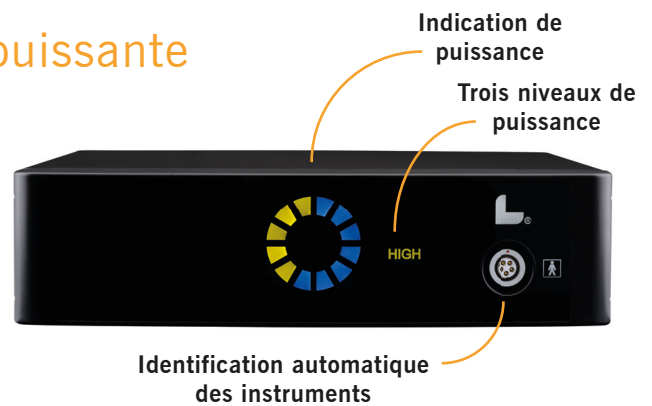 puissante
Indication de
puissance
Trois niveaux de
puissance
HIGH
L®
Identification automatique
des instruments